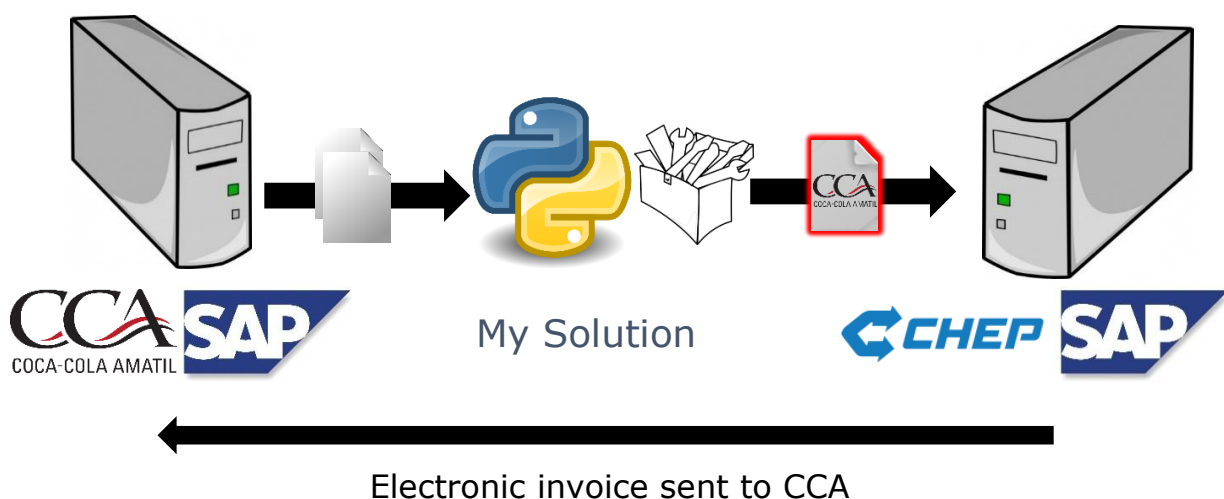 CCA
COCA-COLA AMATIL
CCA
COCA-COLA AMATIL
SAP
My Solution
CHEP
SAP
Electronic invoice sent to CCA